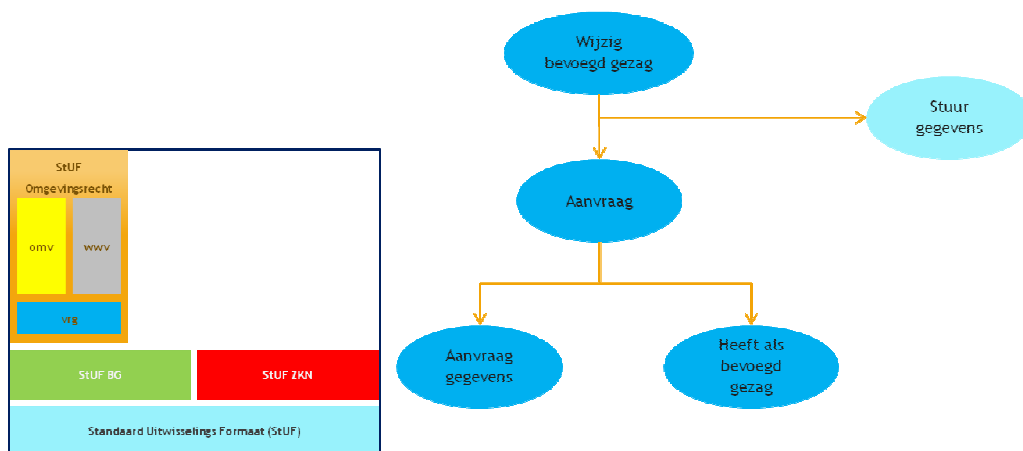 Wijzig
bevoegd gezag
Stuur
gegevens
Aanvraag
Aanvraag
gegevens
Heeft als
bevoegd
gezag
StUF
Omgevingsrecht
omv
wwv
vrg
StUF BG
StUF ZKN
Standaard Uitwisselings Formaat (StUF)